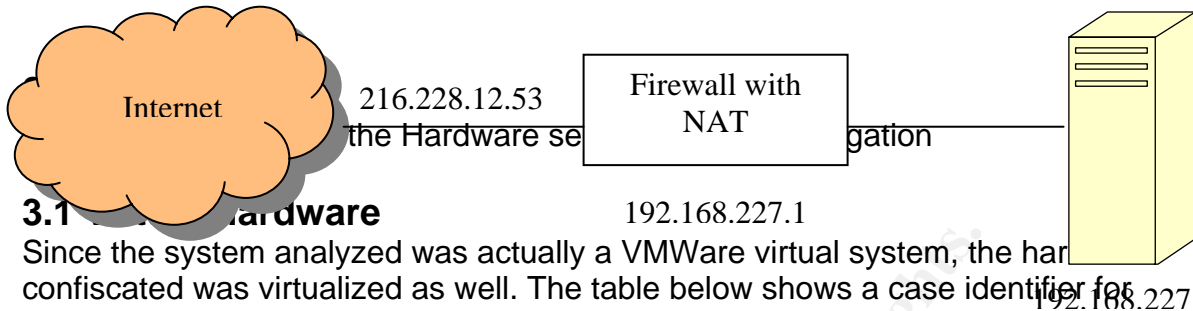 Internet
216.228.12.53
Firewall with
NAT
the Hardware se gation
3.1 ardware
192.168.227.1
Since the system analyzed was actually a VMWare virtual system, the har
confiscated was virtualized as well. The table below shows a case identifier for
192.168.227